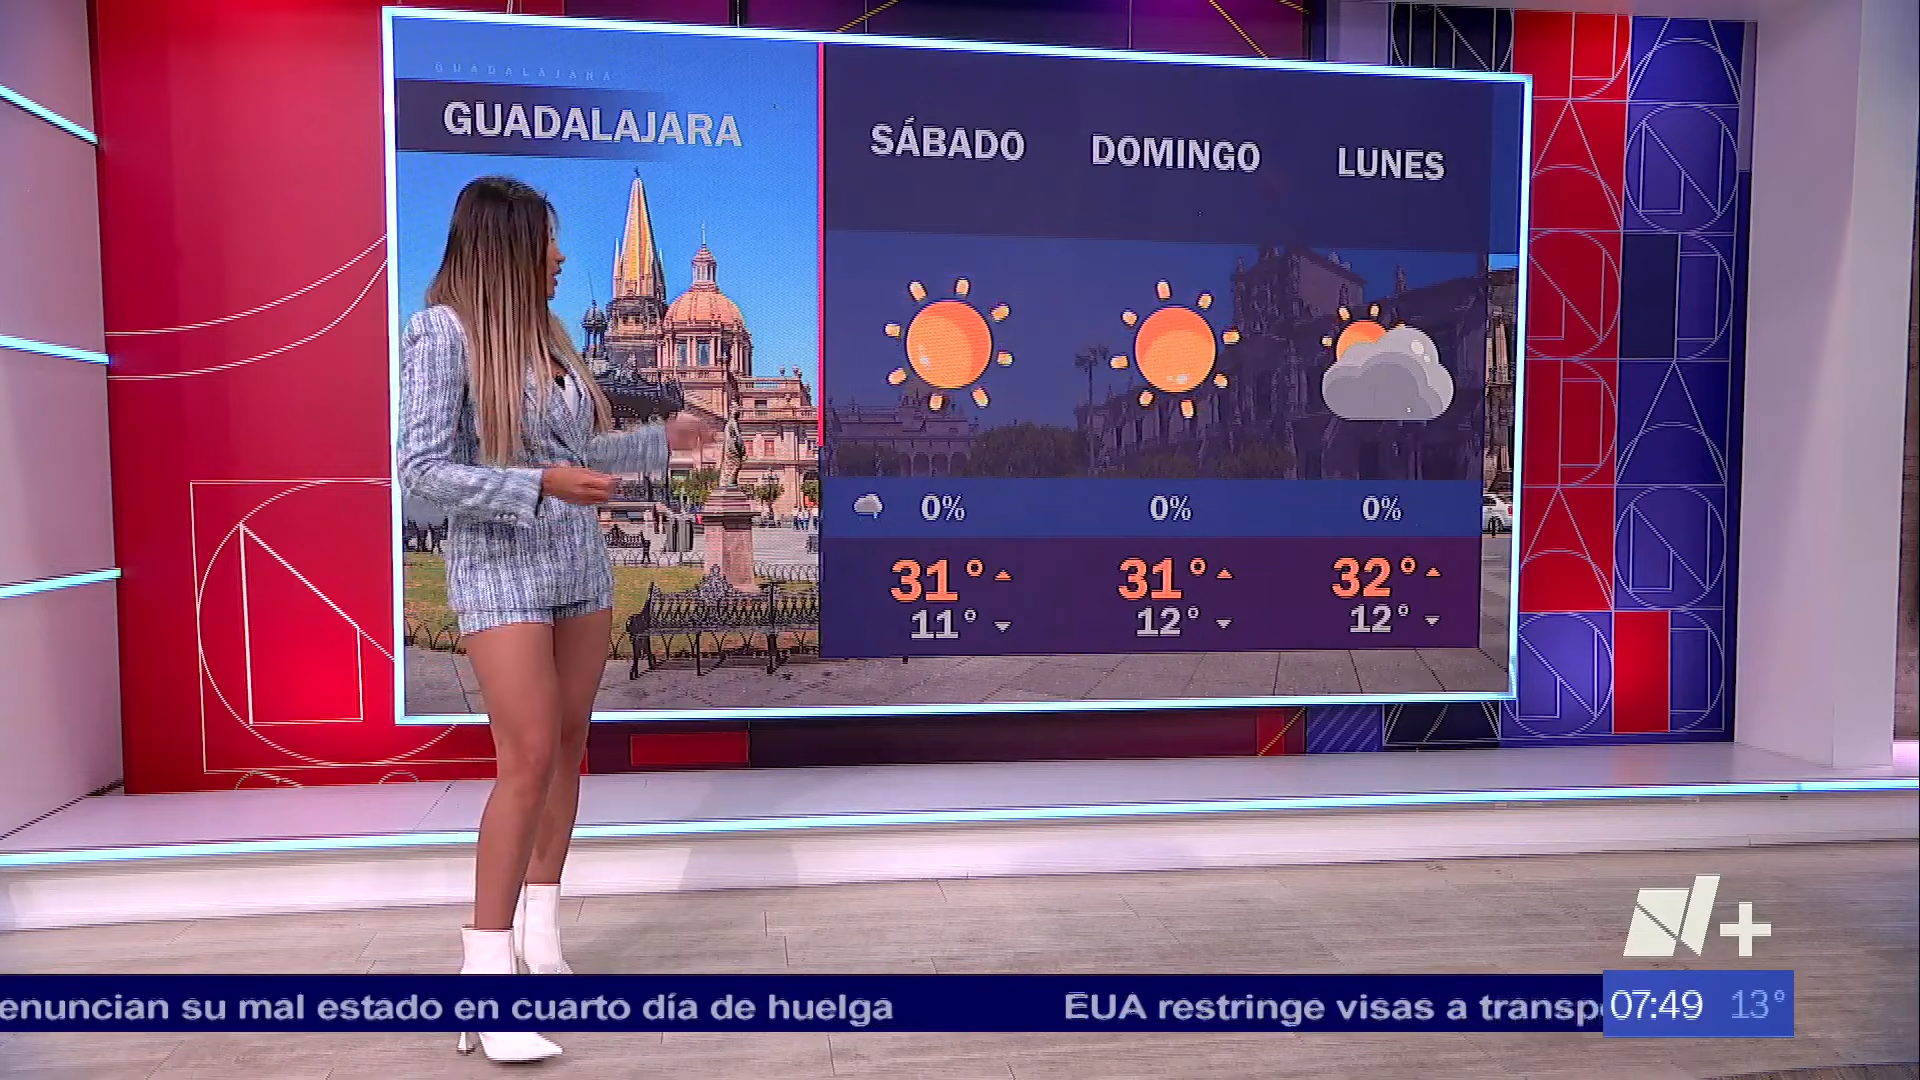 GUADALAJARA
GUADALAJARA
SÁBADO DOMINGO LUNES
0% 0% 0%
31° 31° 32°
11° 12° 12°
N+
enuncian su mal estado en cuarto día de huelga EUA restringe visas a transp
07:49 13°